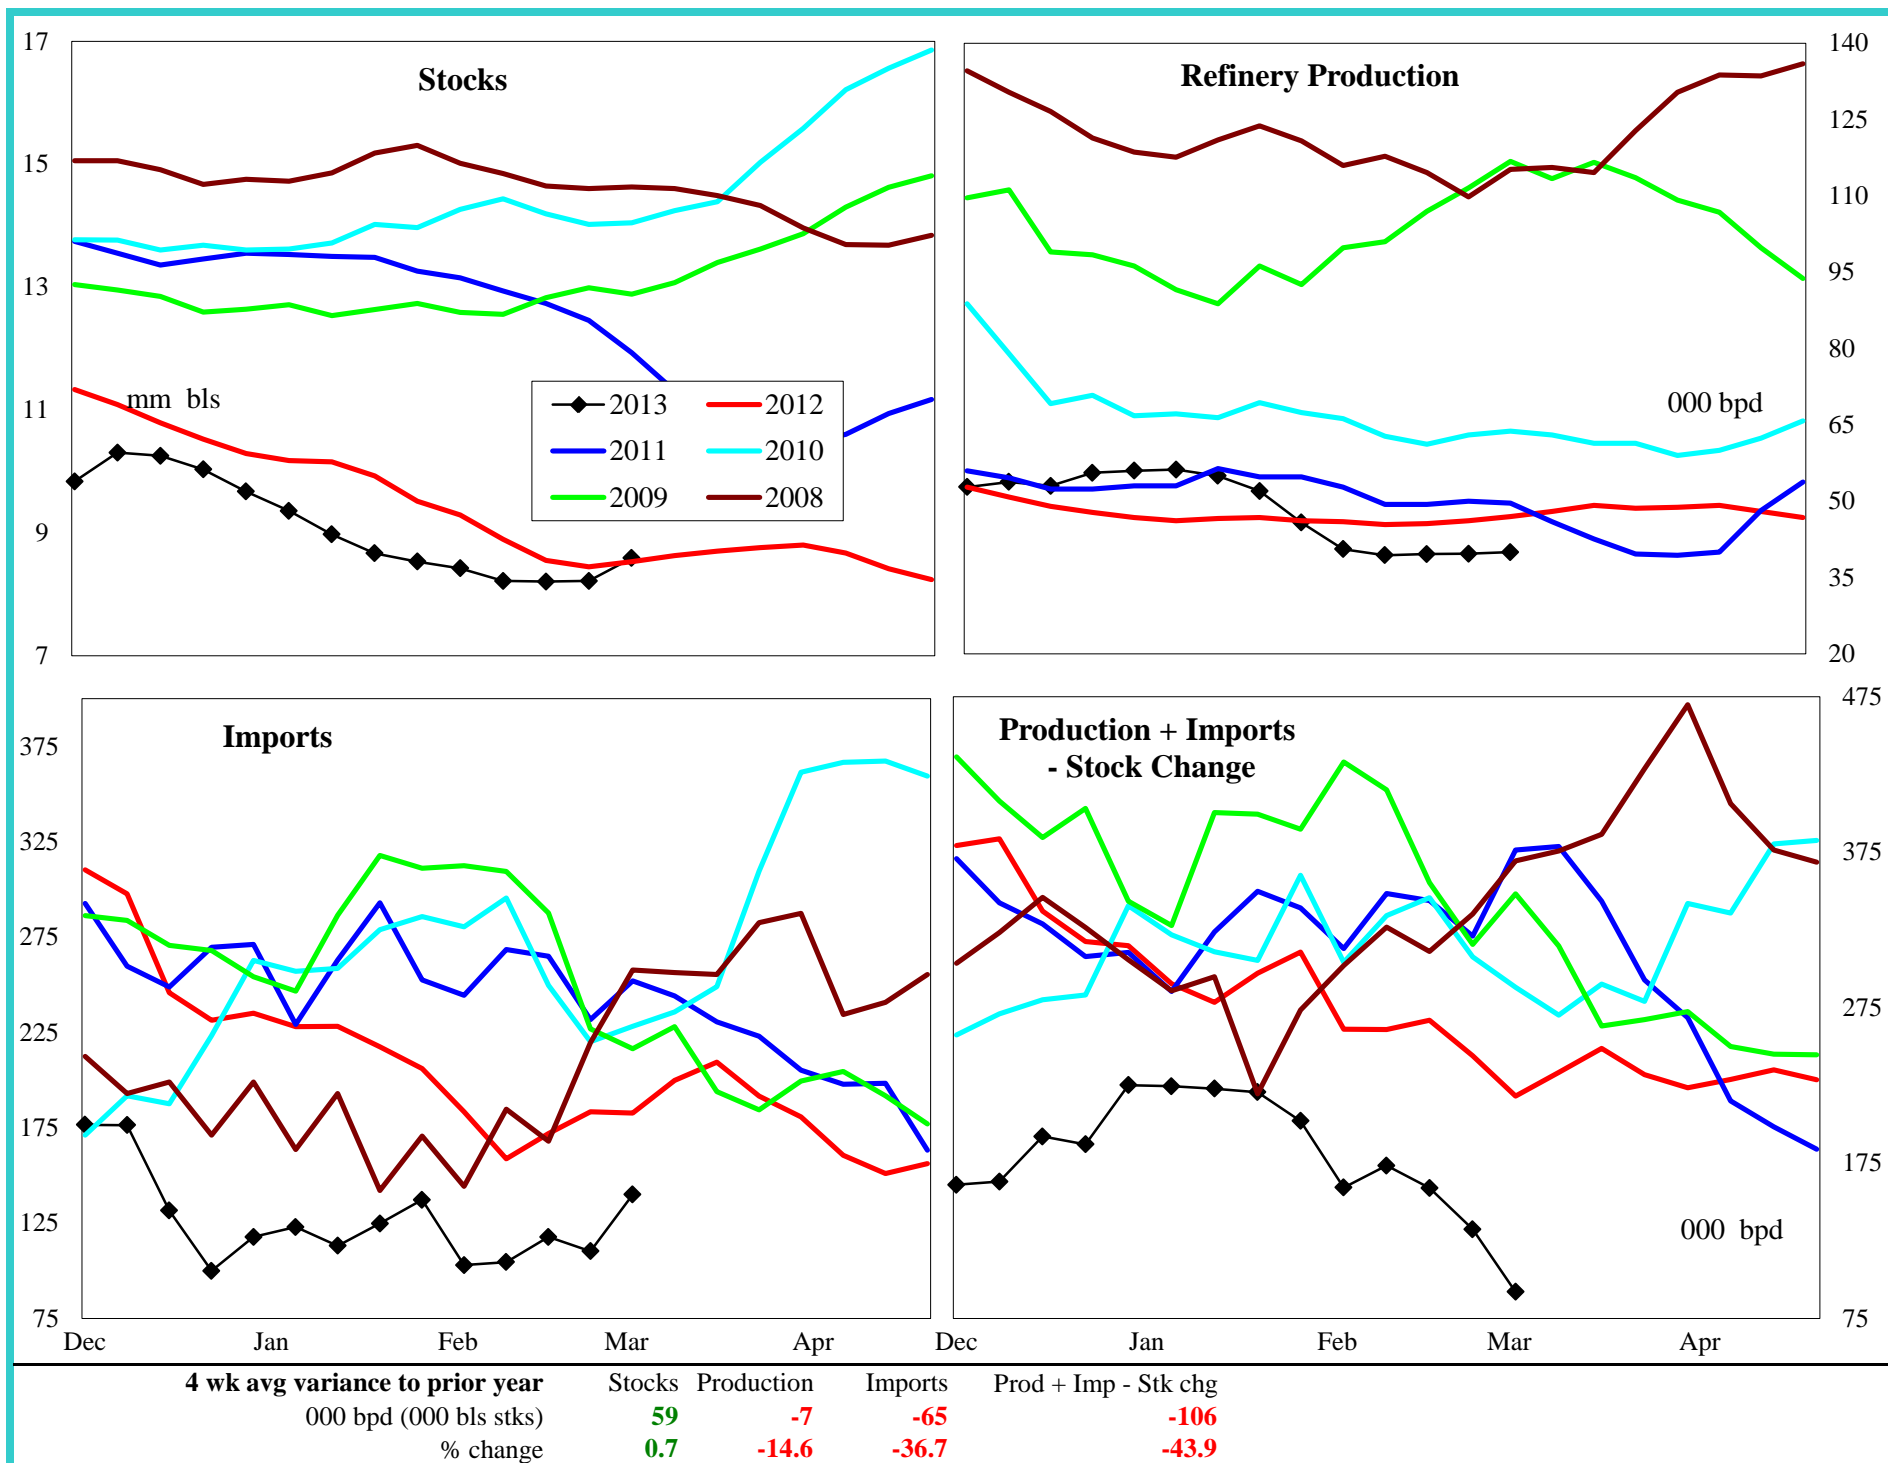 Stocks
17
15
13
11
9
7
mm bls
2013 2012
2011 2010
2009 2008
Refinery Production
140
125
110
95
80
65
50
35
20
000 bpd
Imports
375
325
275
225
175
125
75
Dec Jan Feb Mar Apr
Production + Imports
- Stock Change
475
375
275
175
75
000 bpd
Dec Jan Feb Mar Apr
4 wk avg variance to prior year Stocks Production Imports Prod + Imp - Stk chg
000 bpd (000 bls stks) 59 -7 -65 -106
% change 0.7 -14.6 -36.7 -43.9